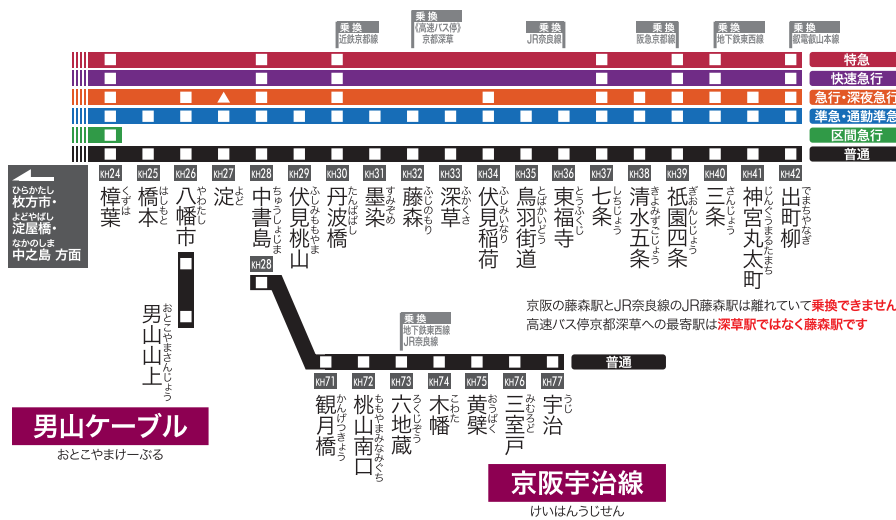 乗換
近鉄京都線
乗換
《高速バス停》
京都深草
乗換
JR奈良線
乗換
阪急京都線
乗換
地下鉄東西線
乗換
叡電叡山本線
特急
快速急行
急行・深夜急行
準急・通勤準急
区間急行
普通
ひらかたし
枚方市・
よどやばし
淀屋橋・
なかのしま
中之島 方面
KH24
樟葉
くずは
KH25
橋本
はしもと
KH26
八幡市
やわたし
KH27
淀
よど
KH28
中書島
ちゅうしょじま
KH29
伏見桃山
ふしみももやま
KH30
丹波橋
たんばばし
KH31
墨染
すみぞめ
KH32
藤森
ふじのもり
KH33
深草
ふかくさ
KH34
伏見稲荷
ふしみいなり
KH35
鳥羽街道
とばかいどう
KH36
東福寺
とうふくじ
KH37
七条
しちじょう
KH38
清水五条
きよみずごじょう
KH39
祇園四条
ぎおんしじょう
KH40
三条
さんじょう
KH41
神宮丸太町
じんぐうまるたまち
KH42
出町柳
でまちやなぎ
男山山上
おとこやまさんじょう
男山ケーブル
おとこやまけーぶる
京阪の藤森駅とJR奈良線のJR藤森駅は離れていて乗換できません
高速バス停京都深草への最寄駅は深草駅ではなく藤森駅です
KH28
乗換
地下鉄東西線
JR奈良線
普通
KH71
観月橋
かんげつきょう
KH72
桃山南口
ももやまみなみぐち
KH73
六地蔵
ろくじぞう
KH74
木幡
こわた
KH75
黄檗
おうばく
KH76
三室戸
みむろど
KH77
宇治
うじ
京阪宇治線
けいはんうじせん